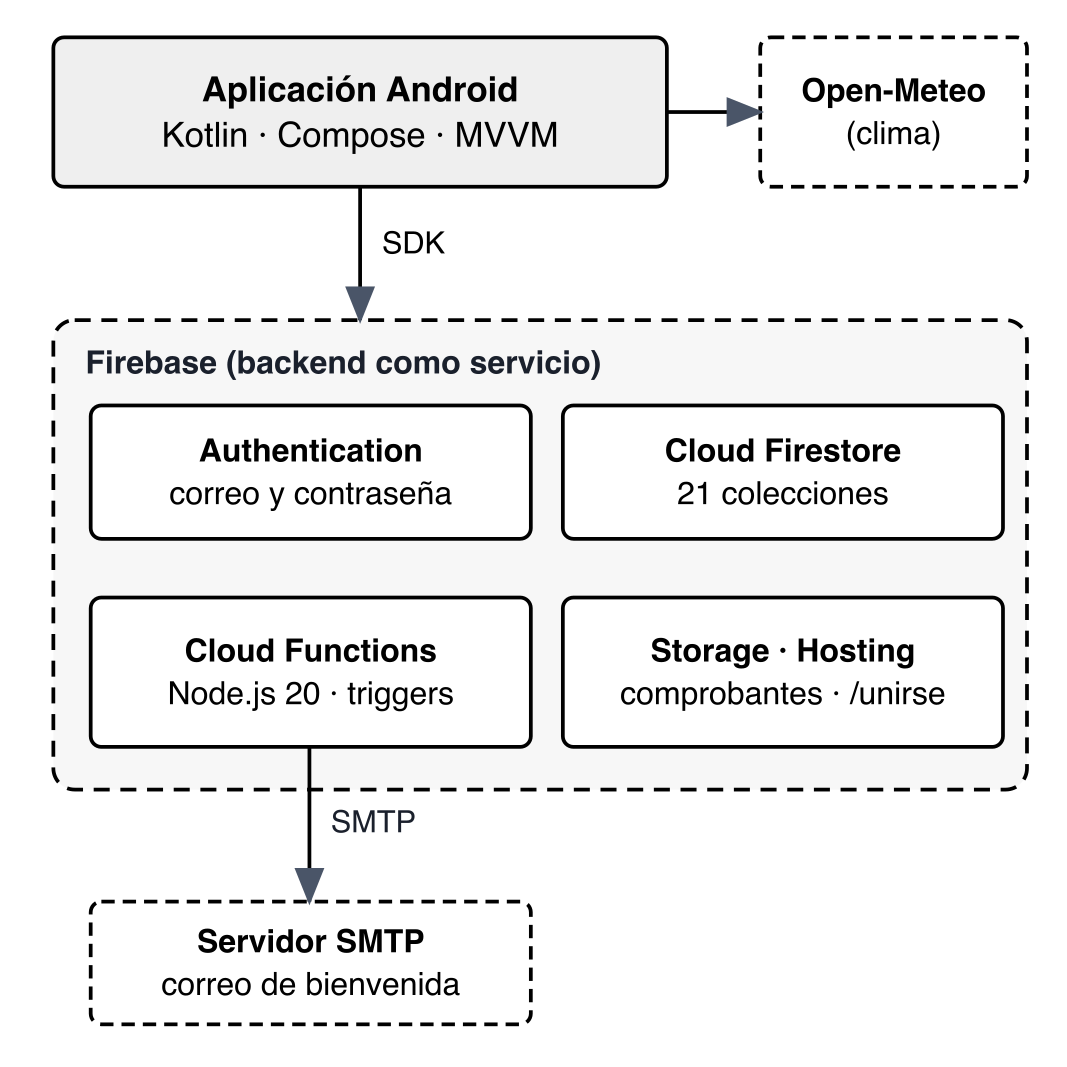 Aplicación Android
Kotlin · Compose · MVVM
Open-Meteo
(clima)
SDK
Firebase (backend como servicio)
Authentication
correo y contraseña
Cloud Firestore
21 colecciones
Cloud Functions
Node.js 20 · triggers
Storage · Hosting
comprobantes · /unirse
SMTP
Servidor SMTP
correo de bienvenida